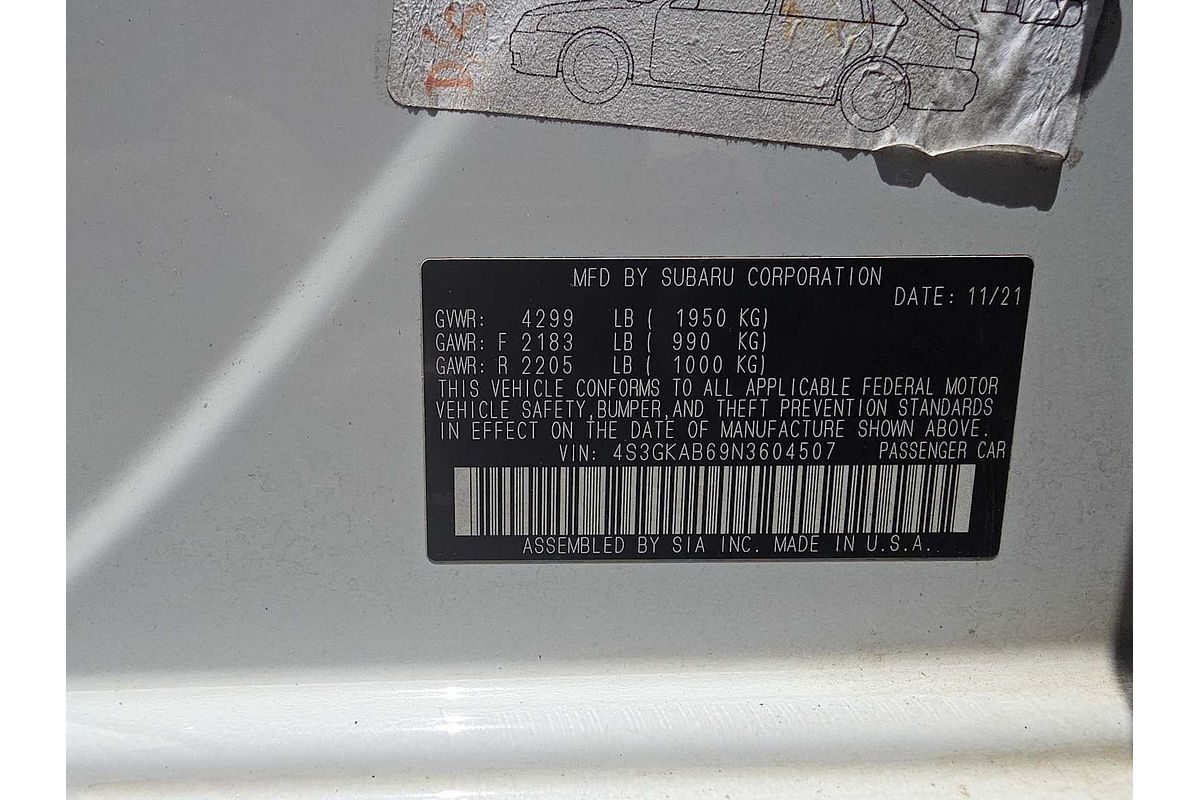 MFD BY SUBARU CORPORATION
DATE: 11/21
GVWR: 4299 LB ( 1950 KG)
GAWR: F 2183 LB ( 990 KG)
GAWR: R 2205 LB ( 1000 KG)
THIS VEHICLE CONFORMS TO ALL APPLICABLE FEDERAL MOTOR
VEHICLE SAFETY, BUMPER, AND THEFT PREVENTION STANDARDS
IN EFFECT ON THE DATE OF MANUFACTURE SHOWN ABOVE.
VIN: 4S3GKAB69N3604507 PASSENGER CAR
ASSEMBLED BY SIA INC. MADE IN U.S.A.